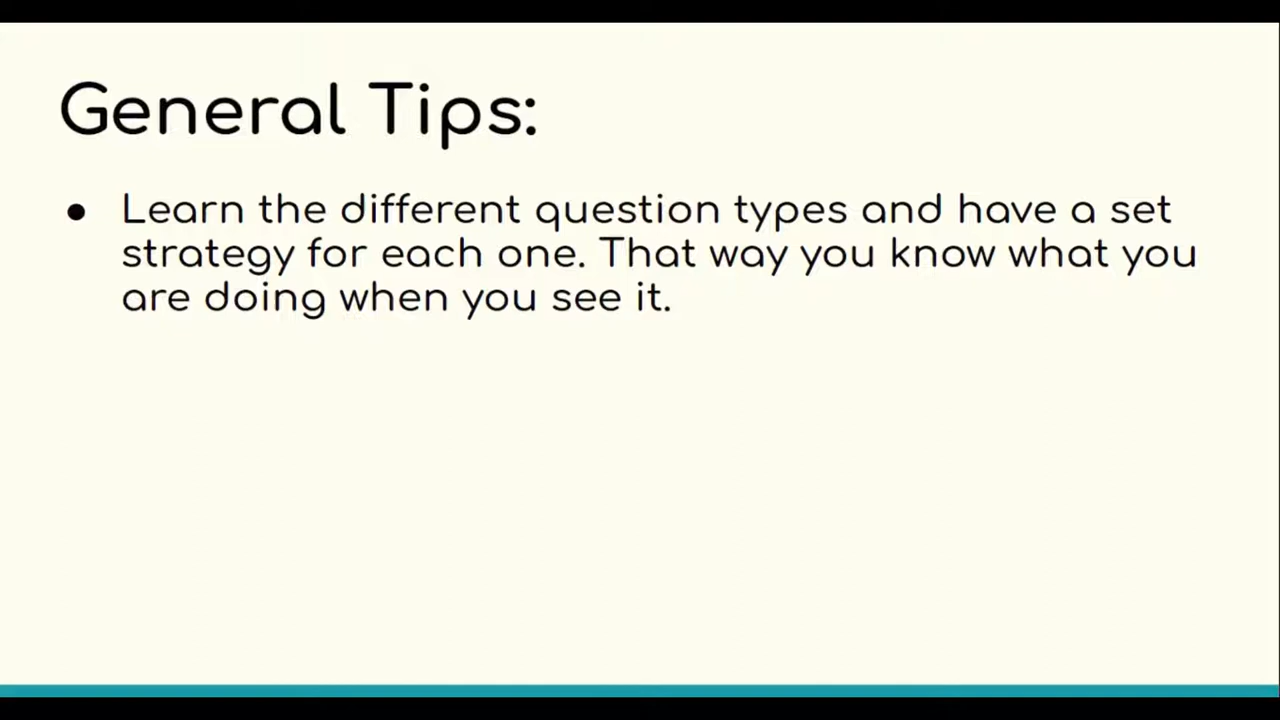 General Tips:
● Learn the different question types and have a set
strategy for each one. That way you know what you
are doing when you see it.